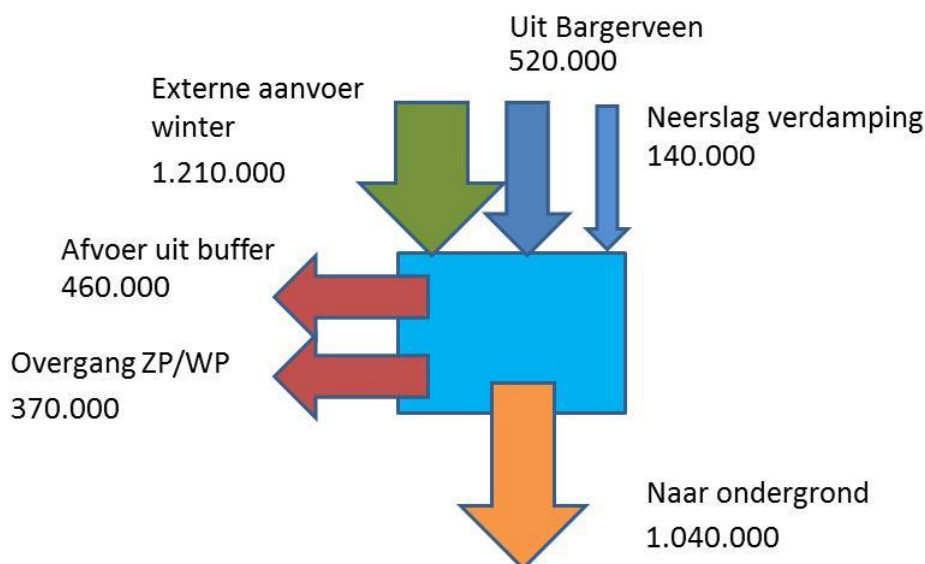 Uit Bargerveen
520.000
Externe aanvoer
winter
1.210.000
Neerslag verdamping
140.000
Afvoer uit buffer
460.000
Overgang ZP/WP
370.000
Naar ondergrond
1.040.000